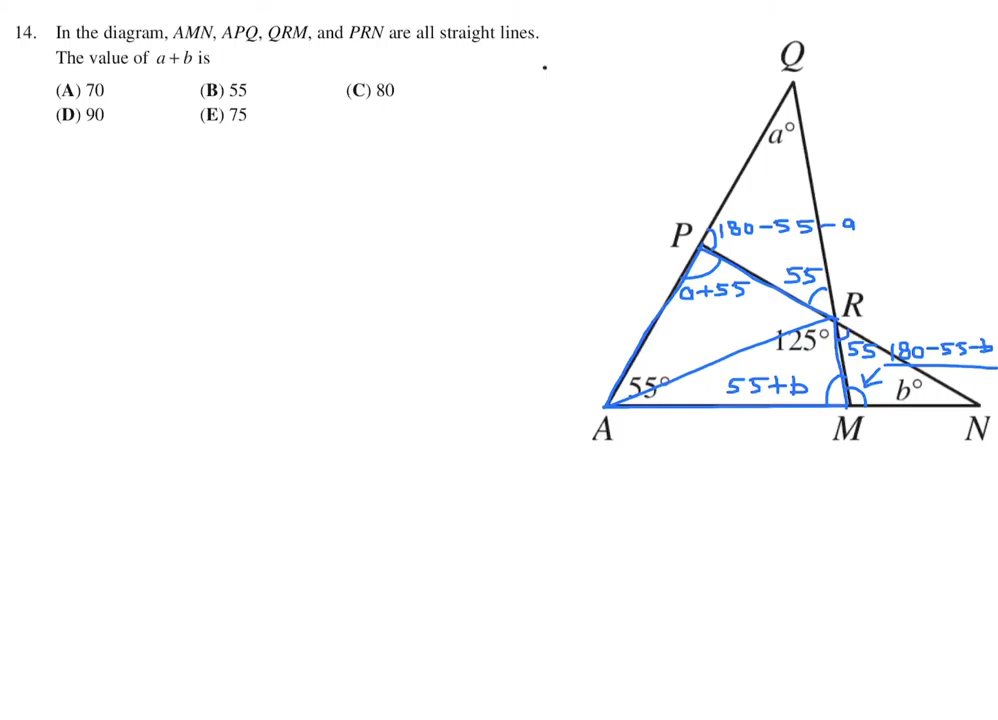 14. In the diagram, AMN, APQ, QRM, and PRN are all straight lines.
The value of a + b is
(A) 70 (B) 55 (C) 80
(D) 90 (E) 75
Q
a°
P 180-55-a
55
a+55
R
125°
55 180-55-b
55° 55+b b°
A M N